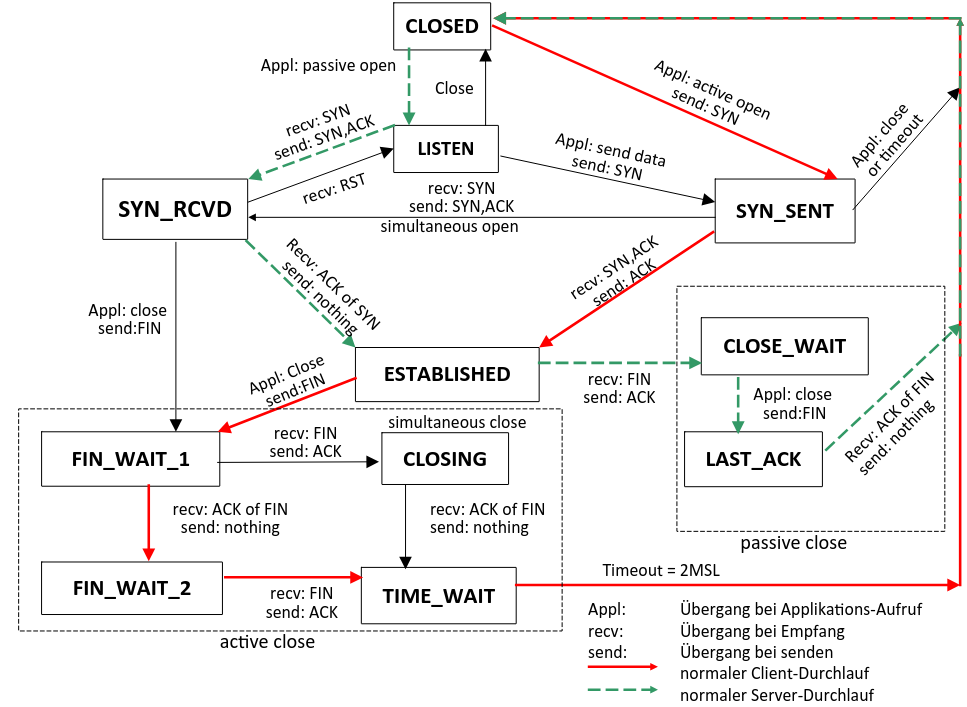 CLOSED
Appl: passive open
Close
Appl: active open
send: SYN
recv: SYN
send: SYN,ACK
LISTEN
Appl: send data
send: SYN
Appl: close
or timeout
recv: RST
SYN_RCVD
recv: SYN
send: SYN,ACK
simultaneous open
SYN_SENT
Recv: ACK of SYN
send: nothing
recv: SYN,ACK
send: ACK
Appl: close
send:FIN
ESTABLISHED
Appl: Close
send:FIN
recv: FIN
send: ACK
CLOSE_WAIT
Appl: close
send:FIN
LAST_ACK
Recv: ACK of FIN
send: nothing
passive close
simultaneous close
FIN_WAIT_1
recv: FIN
send: ACK
CLOSING
recv: ACK of FIN
send: nothing
recv: ACK of FIN
send: nothing
FIN_WAIT_2
recv: FIN
send: ACK
TIME_WAIT
Timeout = 2MSL
active close
Appl: Übergang bei Applikations-Aufruf
recv: Übergang bei Empfang
send: Übergang bei senden
normaler Client-Durchlauf
normaler Server-Durchlauf